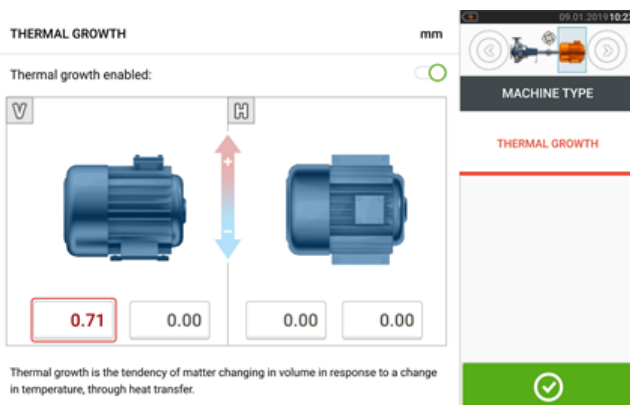 THERMAL GROWTH mm
Thermal growth enabled:
V H
+
-
0.71 0.00 0.00 0.00
Thermal growth is the tendency of matter changing in volume in response to a change
in temperature, through heat transfer.
09.01.2019
MACHINE TYPE
THERMAL GROWTH